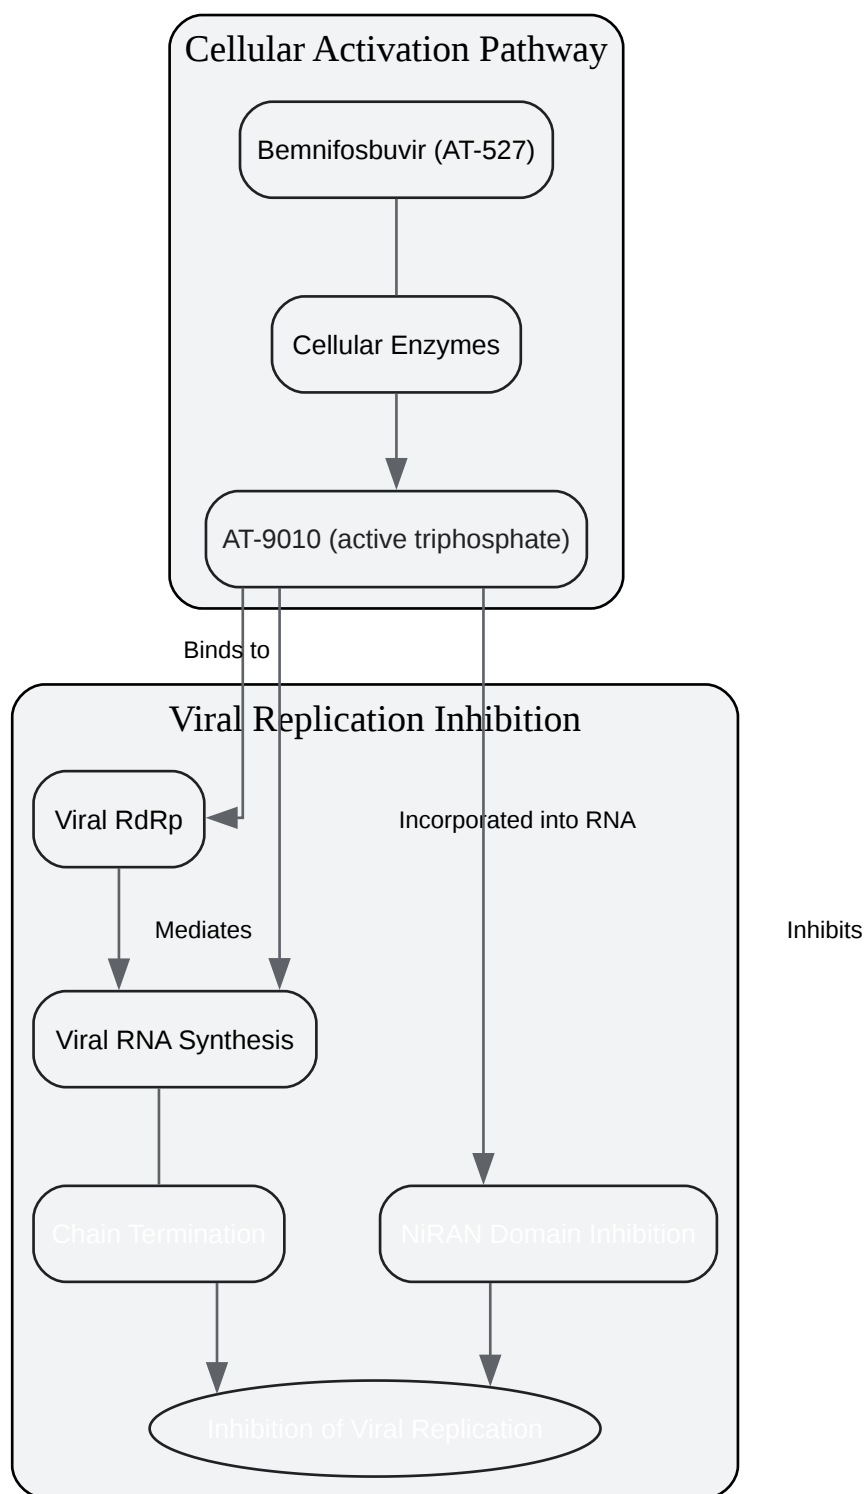 Cellular Activation Pathway
Bemnifosbuvir (AT-527)
Cellular Enzymes
AT-9010 (active triphosphate)
Binds to
Viral Replication Inhibition
Viral RdRp
Incorporated into RNA
Mediates
Inhibits
Viral RNA Synthesis
Chain Termination
NiRAN Domain Inhibition
Inhibition of Viral Replication